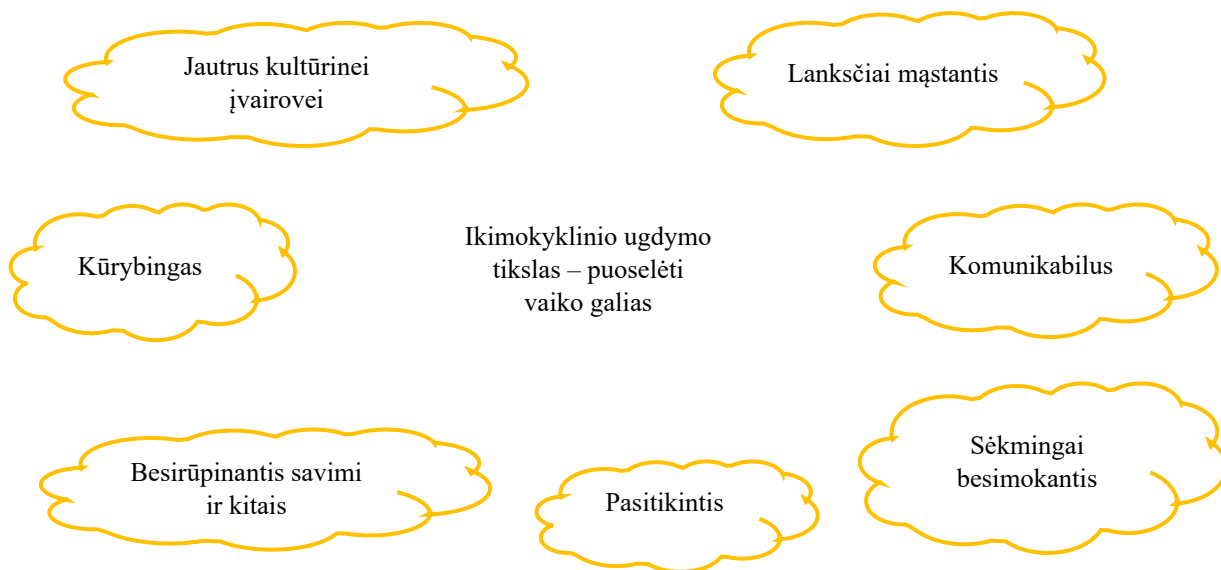 Jautrus kultūrinei
įvairovei
Lanksčiai mąstantis
Kūrybingas
Ikimokyklinio ugdymo
tikslas – puoselėti
vaiko galias
Komunikabilus
Besirūpinantis savimi
ir kitais
Pasitikintis
Sėkmingai
besimokantis